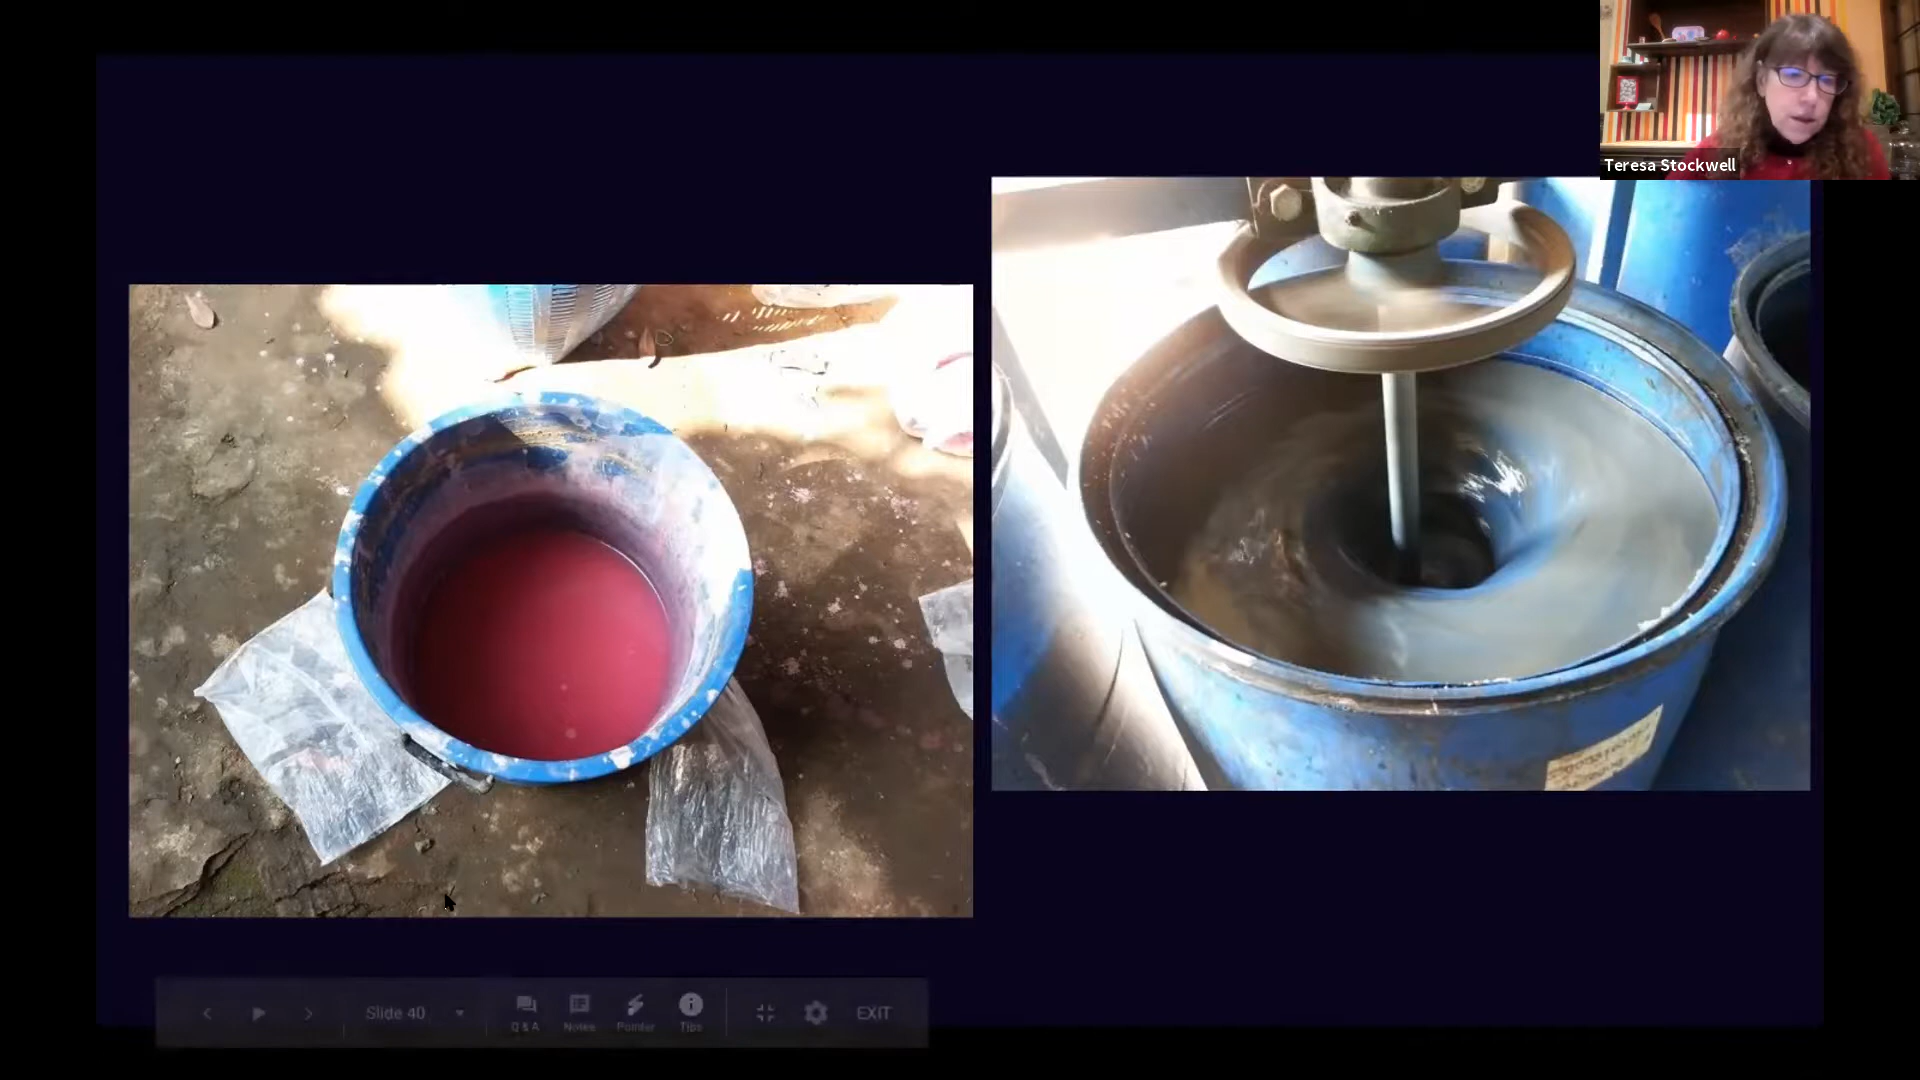 Teresa Stockwell
Slide 40
Q & A
Notes
Pointer
Tips
EXIT